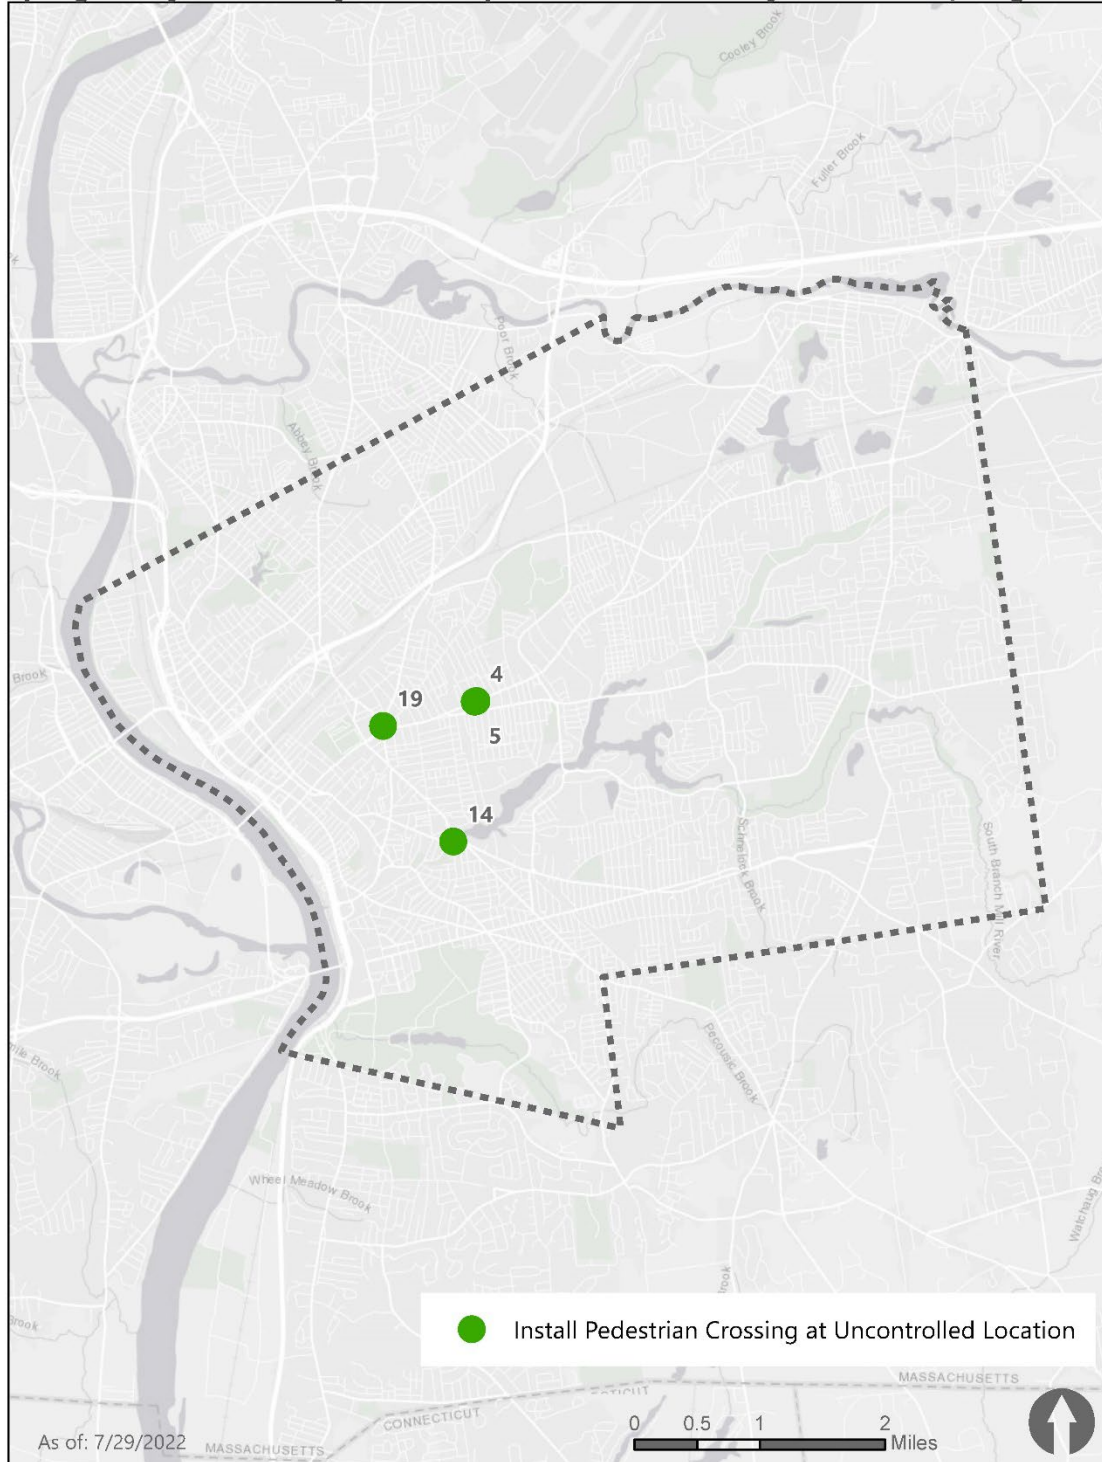 Cooley Brook
Fuller Brook
Poor Brook
Abbey Brook
Brook
4
19
5
14
Schneelock Brook
South Branch Mill River
Pecousic Brook
Brook
Wheel Meadow Brook
Brook
Brook
Install Pedestrian Crossing at Uncontrolled Location
MASSACHUSETTS
CONNECTICUT
0 0.5 1 2
Miles
As of: 7/29/2022
MASSACHUSETTS